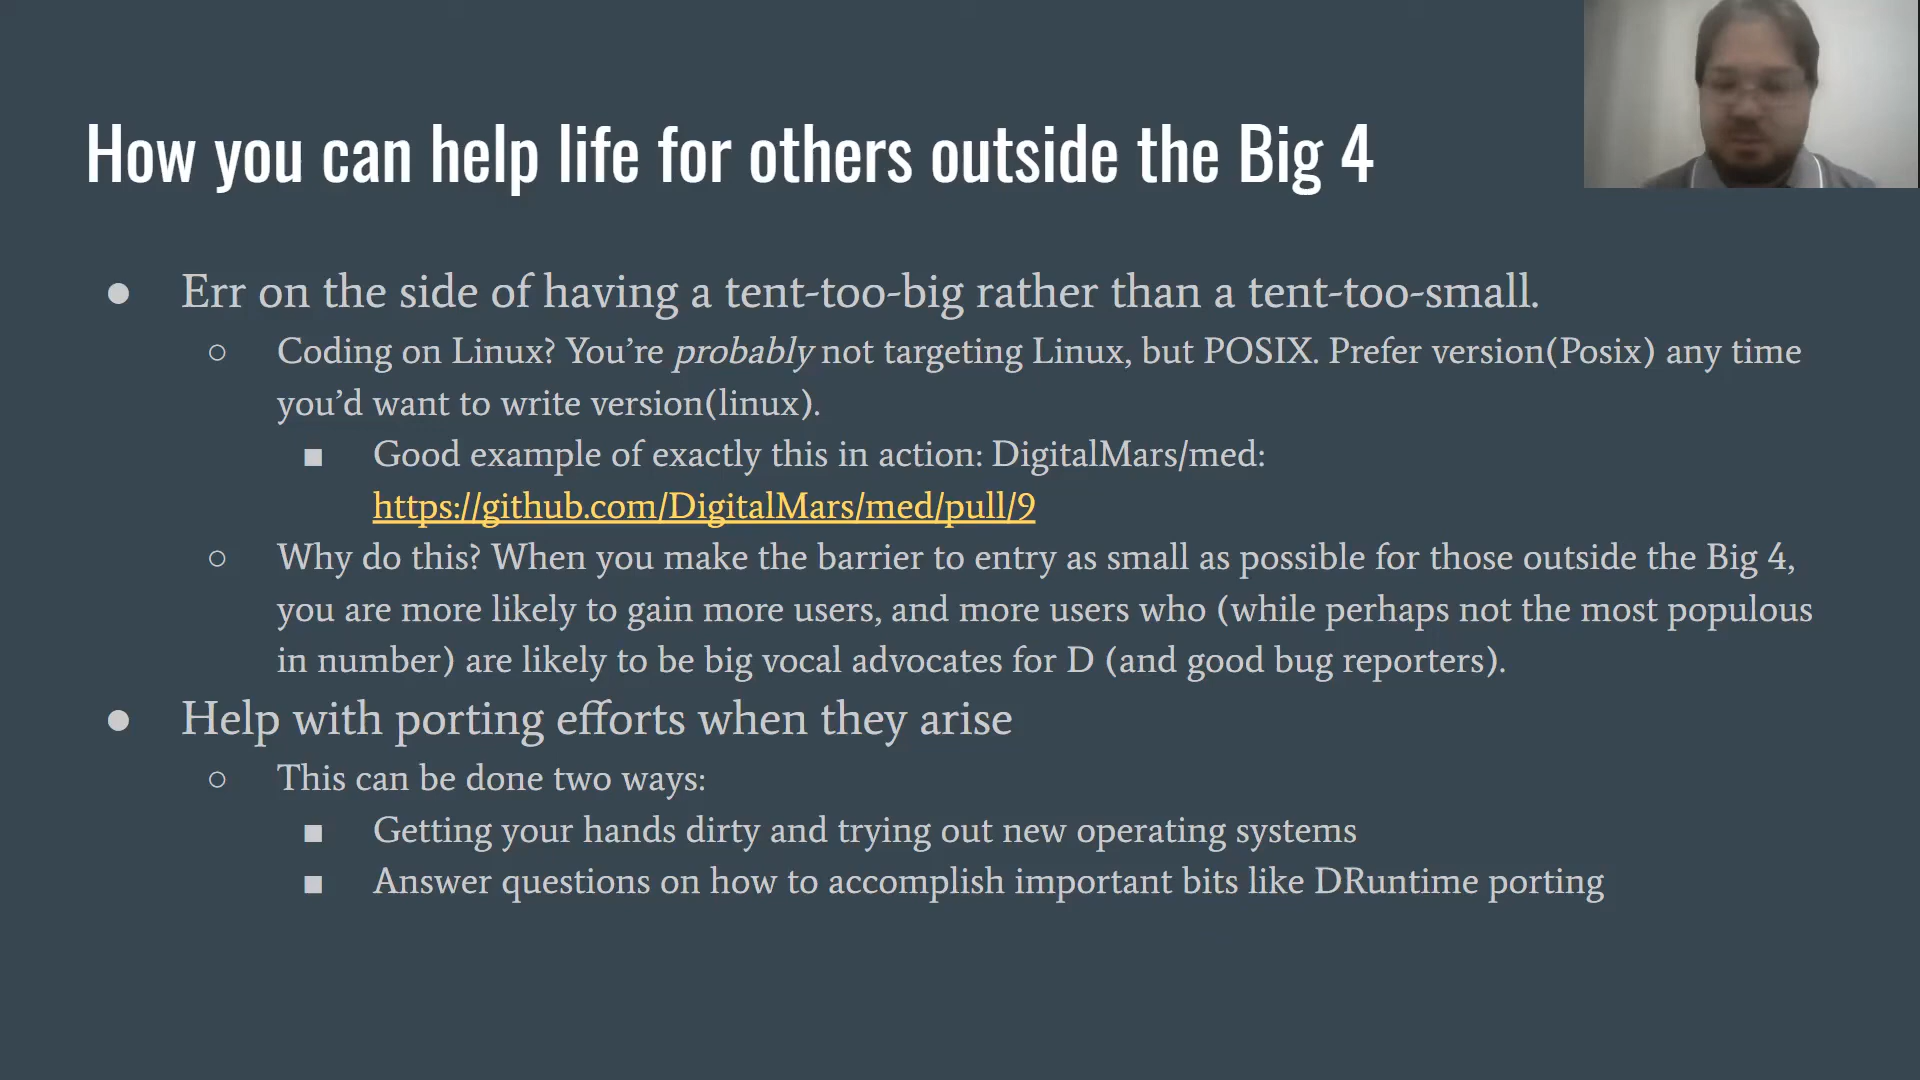 How you can help life for others outside the Big 4
● Err on the side of having a tent-too-big rather than a tent-too-small.
○ Coding on Linux? You’re probably not targeting Linux, but POSIX. Prefer version(Posix) any time
you’d want to write version(linux).
■ Good example of exactly this in action: DigitalMars/med:
https://github.com/DigitalMars/med/pull/9
○ Why do this? When you make the barrier to entry as small as possible for those outside the Big 4,
you are more likely to gain more users, and more users who (while perhaps not the most populous
in number) are likely to be big vocal advocates for D (and good bug reporters).
● Help with porting efforts when they arise
○ This can be done two ways:
■ Getting your hands dirty and trying out new operating systems
■ Answer questions on how to accomplish important bits like DRuntime porting